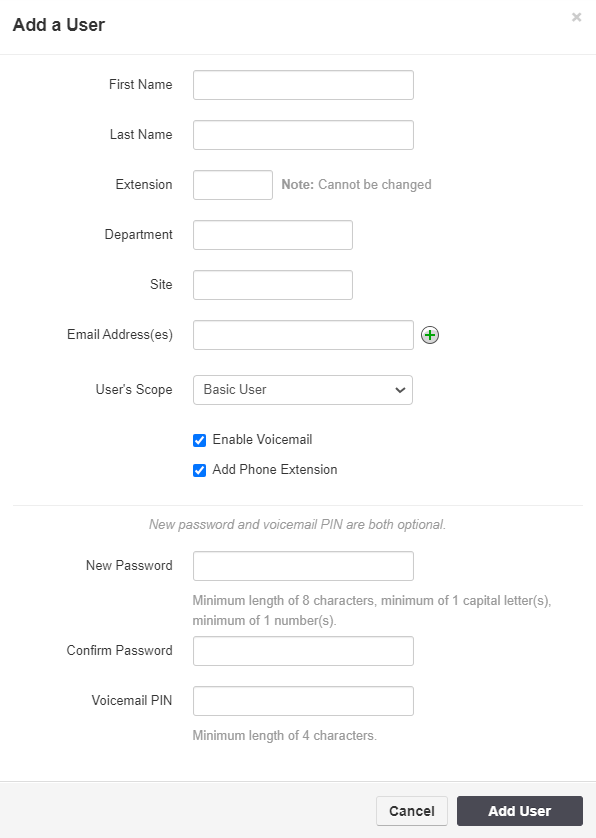 Add a User
×
First Name
Last Name
Extension
Note: Cannot be changed
Department
Site
Email Address(es)
User's Scope
Basic User
Enable Voicemail
Add Phone Extension
New password and voicemail PIN are both optional.
New Password
Minimum length of 8 characters, minimum of 1 capital letter(s),
minimum of 1 number(s).
Confirm Password
Voicemail PIN
Minimum length of 4 characters.
Cancel
Add User